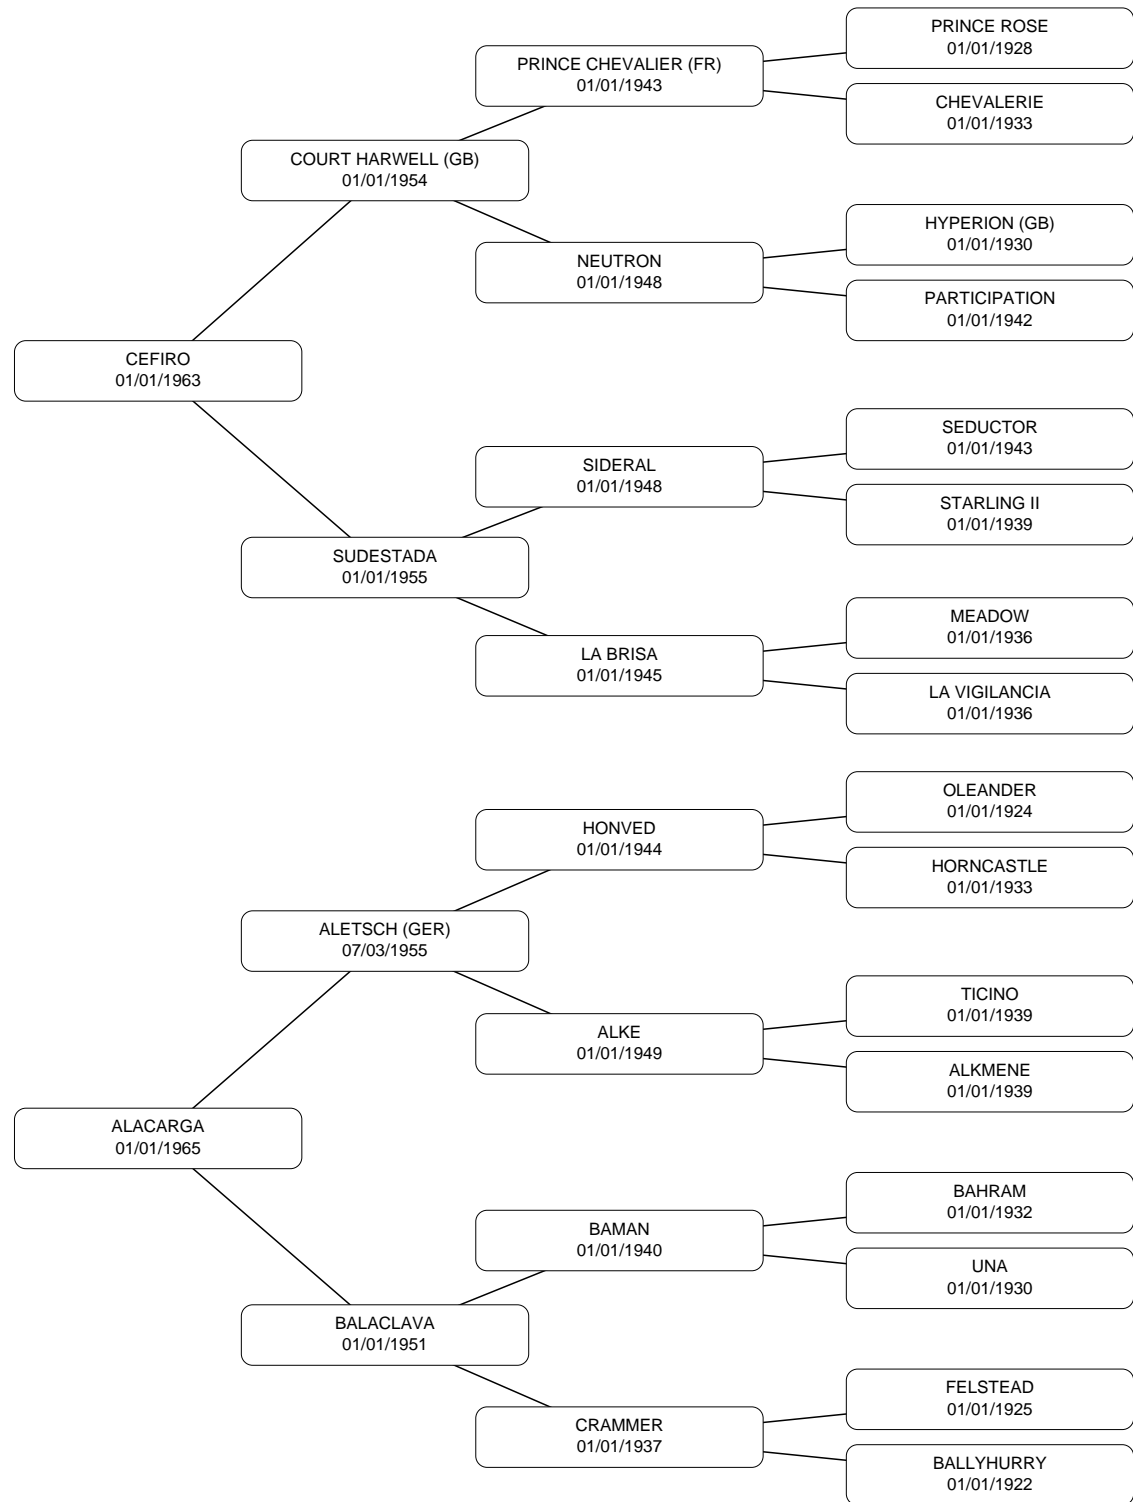 PRINCE ROSE
01/01/1928
PRINCE CHEVALIER (FR)
01/01/1943
CHEVALERIE
01/01/1933
COURT HARWELL (GB)
01/01/1954
HYPERION (GB)
01/01/1930
NEUTRON
01/01/1948
PARTICIPATION
01/01/1942
CEFIRO
01/01/1963
SEDUCTOR
01/01/1943
SIDERAL
01/01/1948
STARLING II
01/01/1939
SUDESTADA
01/01/1955
MEADOW
01/01/1936
LA BRISA
01/01/1945
LA VIGILANCIA
01/01/1936
OLEANDER
01/01/1924
HONVED
01/01/1944
HORNCASTLE
01/01/1933
ALETSCH (GER)
07/03/1955
TICINO
01/01/1939
ALKE
01/01/1949
ALKMENE
01/01/1939
ALACARGA
01/01/1965
BAHRAM
01/01/1932
BAMAN
01/01/1940
UNA
01/01/1930
BALACLAVA
01/01/1951
FELSTEAD
01/01/1925
CRAMMER
01/01/1937
BALLYHURRY
01/01/1922